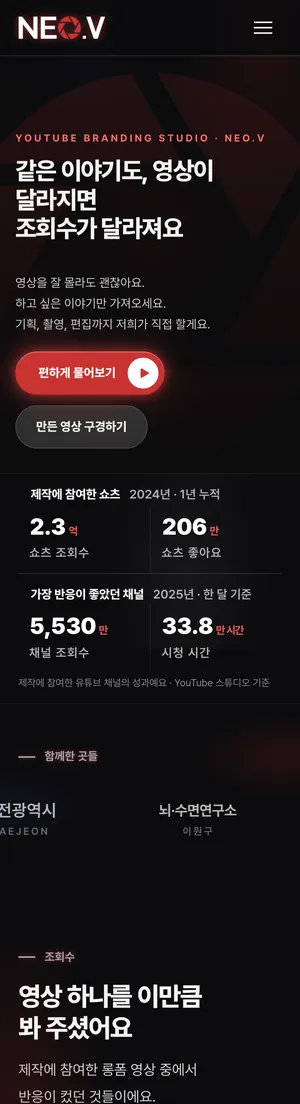 NEO.V
YOUTUBE BRANDING STUDIO · NEO.V
같은 이야기도, 영상이
달라지면
조회수가 달라져요
영상을 잘 몰라도 괜찮아요.
하고 싶은 이야기만 가져오세요.
기획, 촬영, 편집까지 저희가 직접 할게요.
편하게 물어보기
만든 영상 구경하기
제작에 참여한 쇼츠 2024년 · 1년 누적
2.3 억 206 만
쇼츠 조회수 쇼츠 좋아요
가장 반응이 좋았던 채널 2025년 · 한 달 기준
5,530 만 33.8 만시간
채널 조회수 시청 시간
제작에 참여한 유튜브 채널의 성과예요 · YouTube 스튜디오 기준
함께한 곳들
전광역시 뇌·수면연구소
AEJEON 이원구
조회수
영상 하나를 이만큼
봐 주셨어요
제작에 참여한 롱폼 영상 중에서
반응이 컸던 것들이에요.